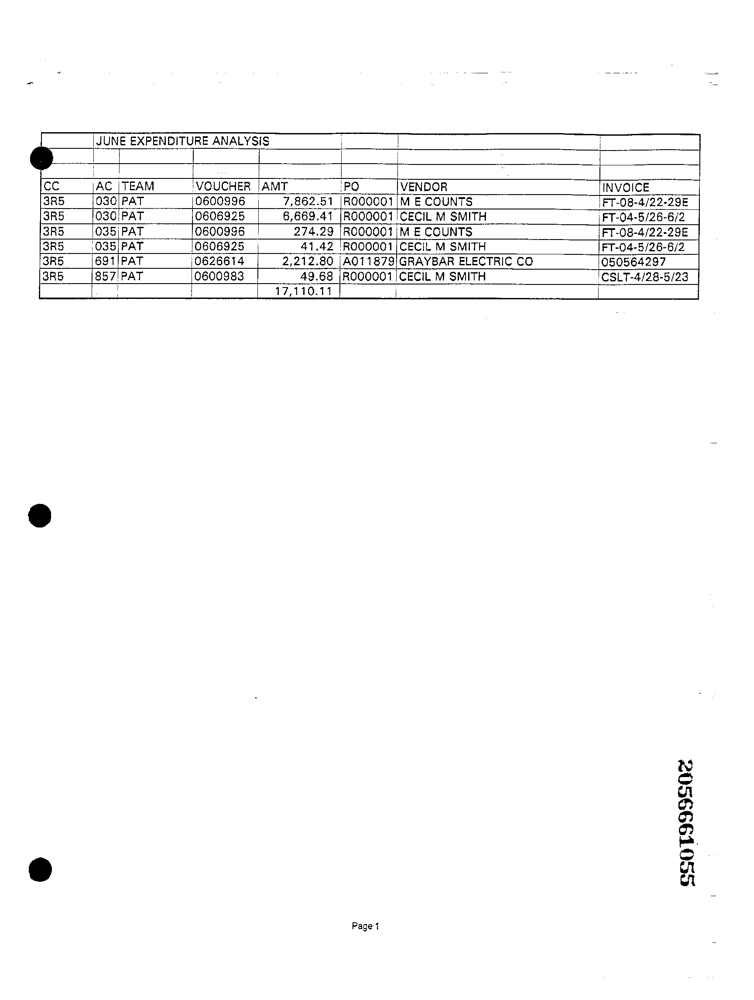 JUNE EXPENDITURE ANALYSIS
CC AC TEAM VOUCHER AMT PO VENDOR INVOICE
3R5 030 PAT 0600996 7,862.51 R000001 M E COUNTS FT-08-4/22-29E
3R5 030 PAT 0606925 6,669.41 R000001 CECIL M SMITH FT-04-5/26-6/2
3R5 035 PAT 0600996 274.29 R000001 M E COUNTS FT-08-4/22-29E
3R5 035 PAT 0606925 41.42 R000001 CECIL M SMITH FT-04-5/26-6/2
3R5 691 PAT 0626614 2,212.80 A011879 GRAYBAR ELECTRIC CO 050564297
3R5 857 PAT 0600983 49.68 R000001 CECIL M SMITH CSLT-4/28-5/23
17,110.11
2056661055
Page 1